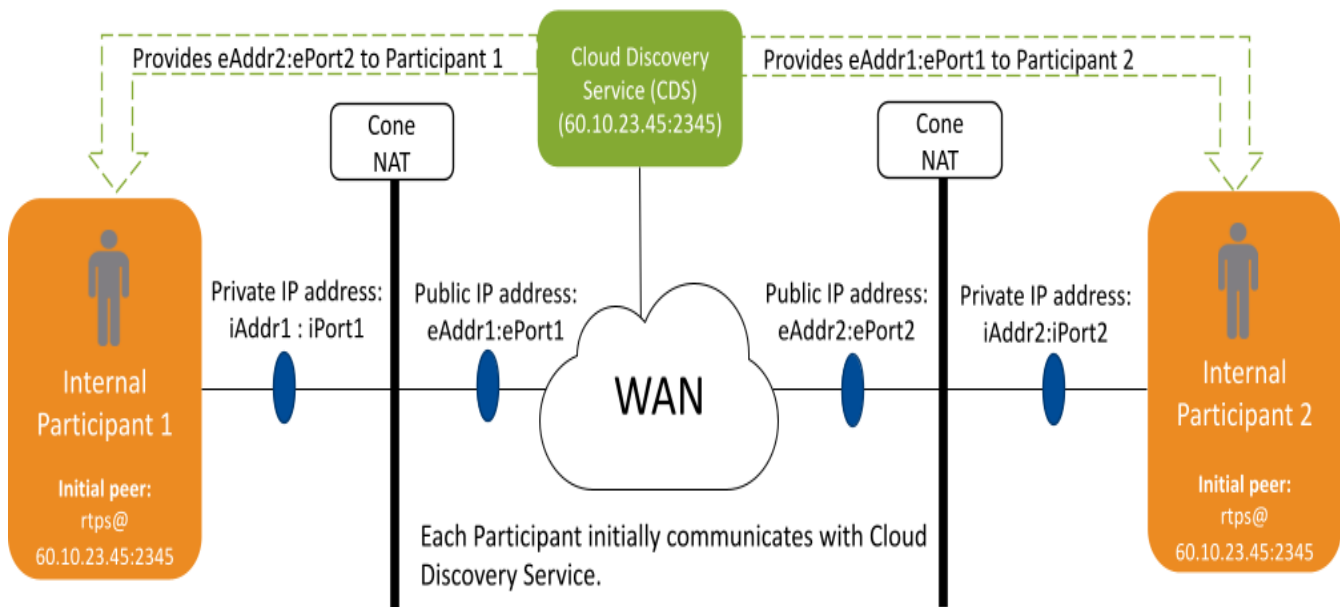 Provides eAddr2:ePort2 to Participant 1
Cloud Discovery
Service (CDS)
(60.10.23.45:2345)
Provides eAddr1:ePort1 to Participant 2
Cone
NAT
Cone
NAT
Private IP address:
iAddr1 : iPort1
Public IP address:
eAddr1:ePort1
Public IP address:
eAddr2:ePort2
Private IP address:
iAddr2:iPort2
Internal
Participant 1
Initial peer:
rtps@
60.10.23.45:2345
WAN
Internal
Participant 2
Initial peer:
rtps@
60.10.23.45:2345
Each Participant initially communicates with Cloud
Discovery Service.